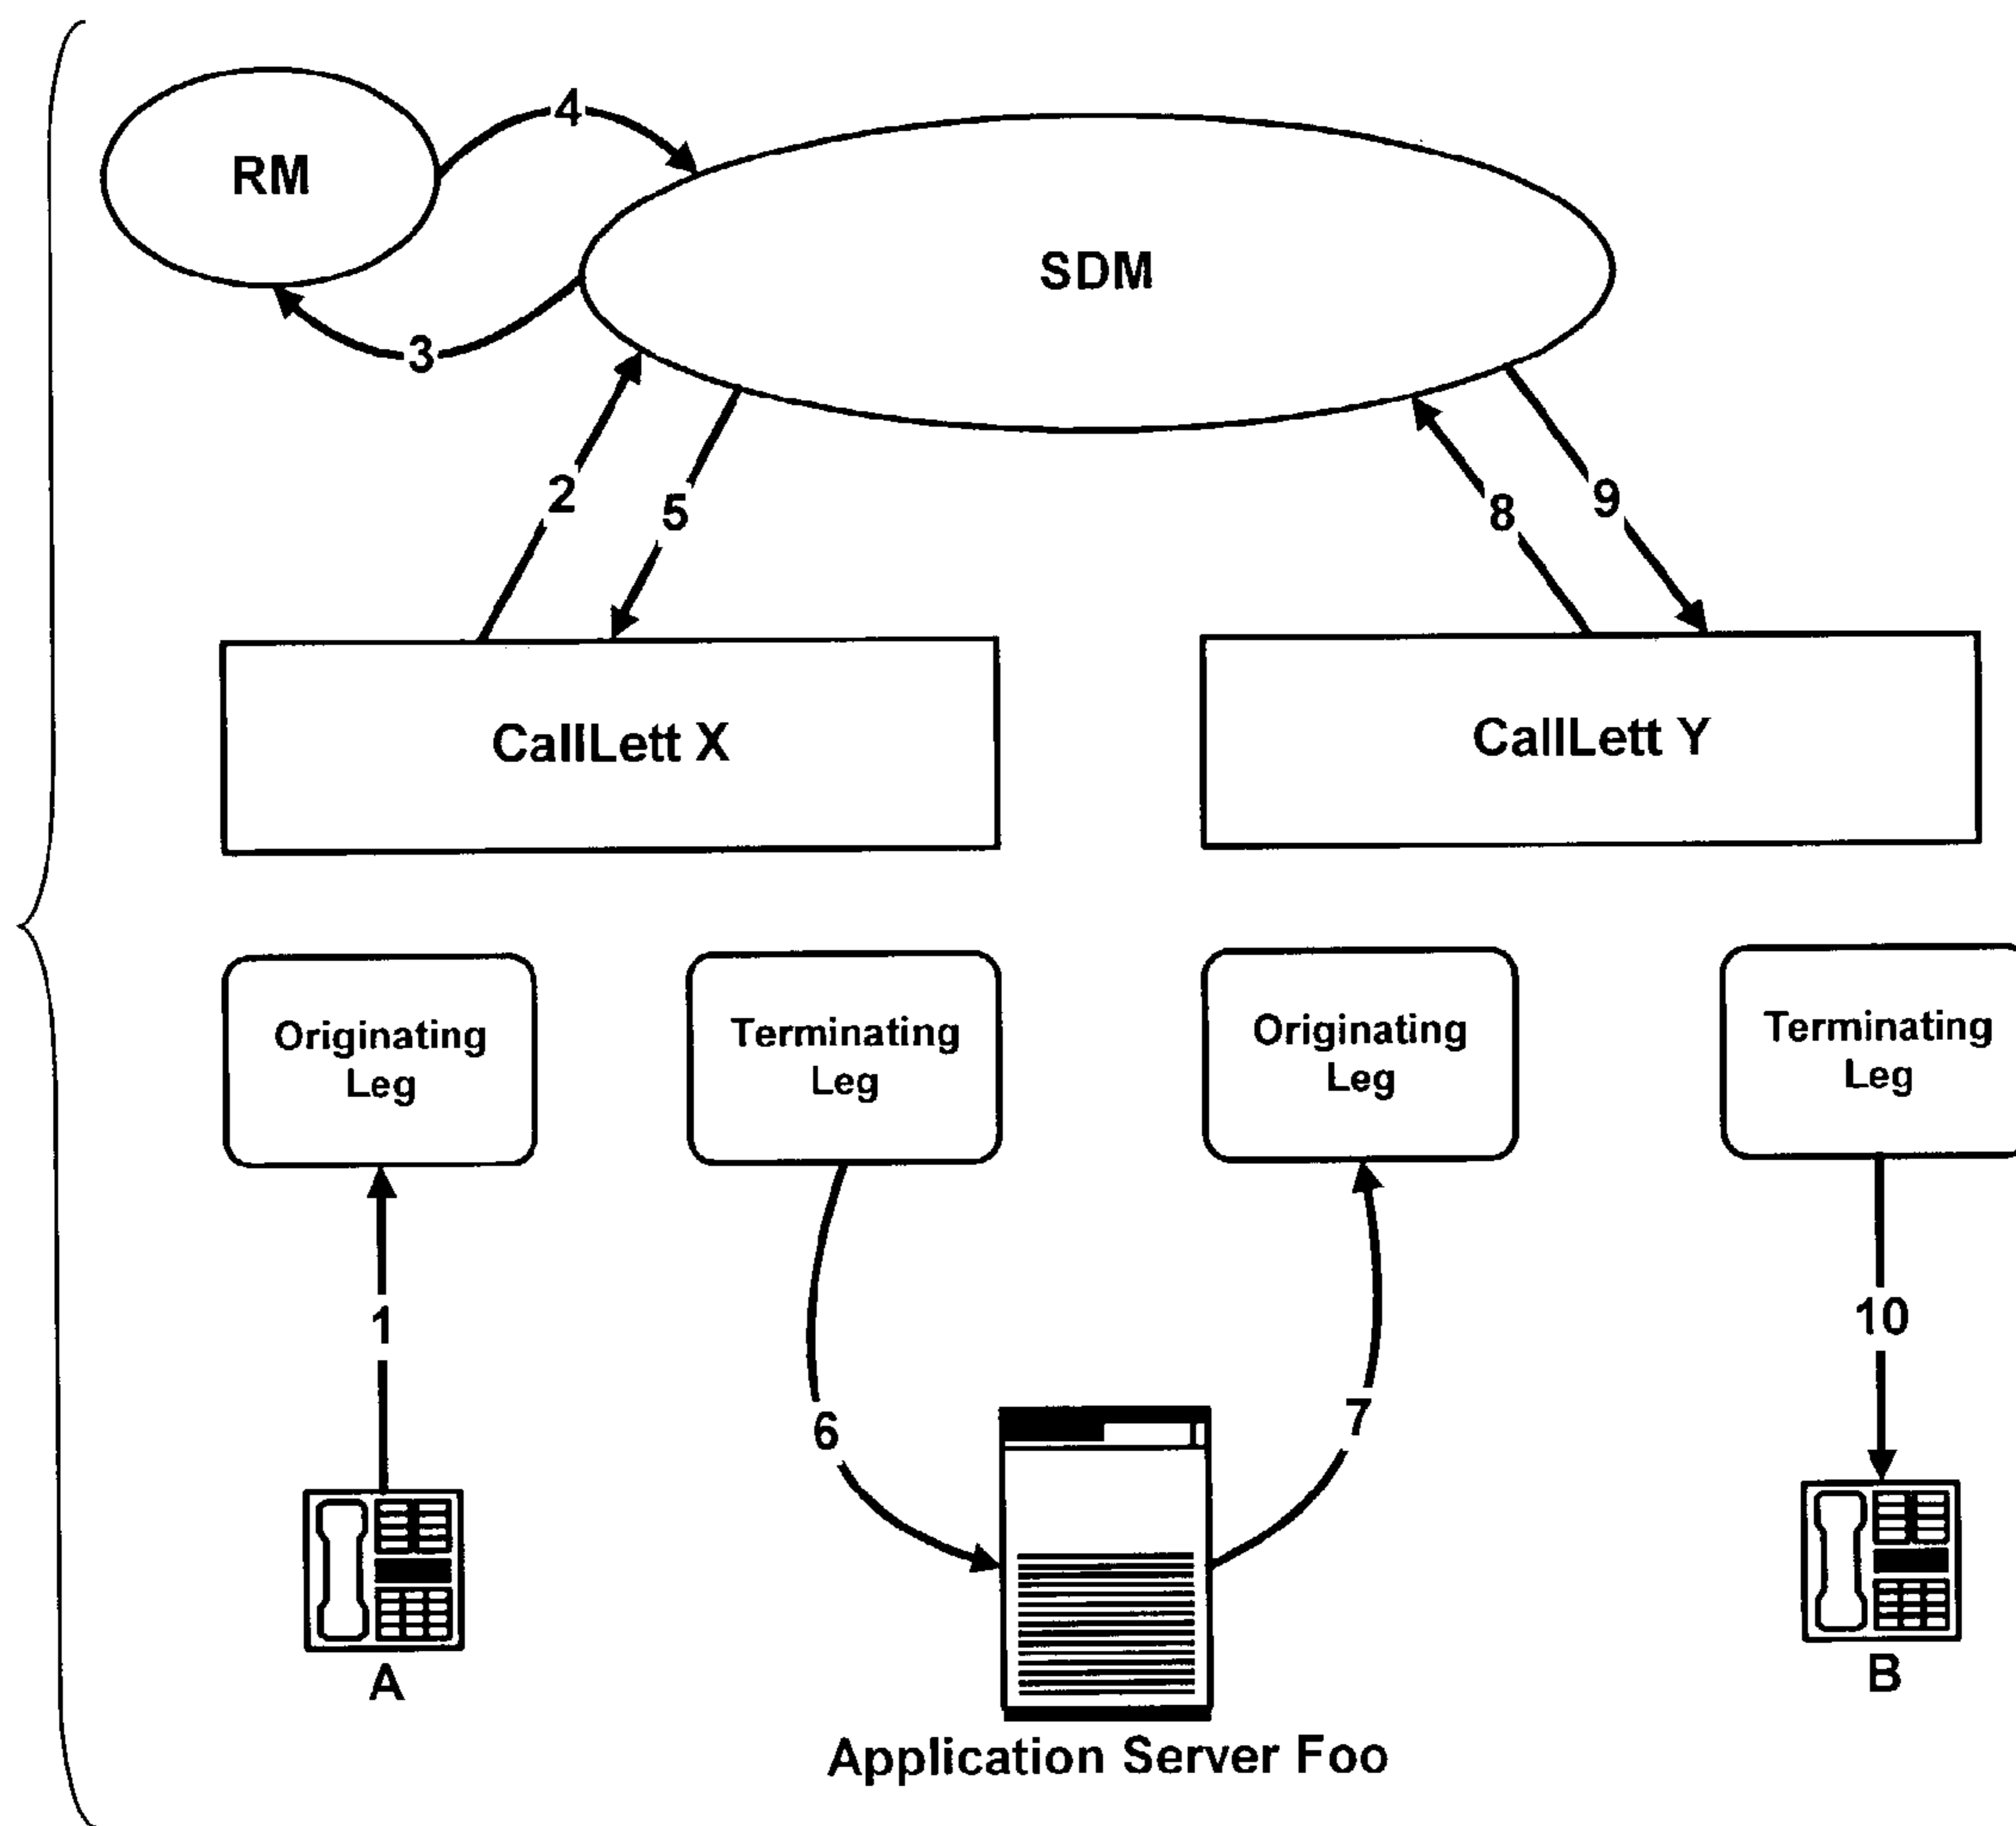 4
RM
SDM
3
2
5
8
9
CallLett X
CallLett Y
Originating
Leg
Terminating
Leg
Originating
Leg
Terminating
Leg
1
10
6
7
A
B
Application Server Foo